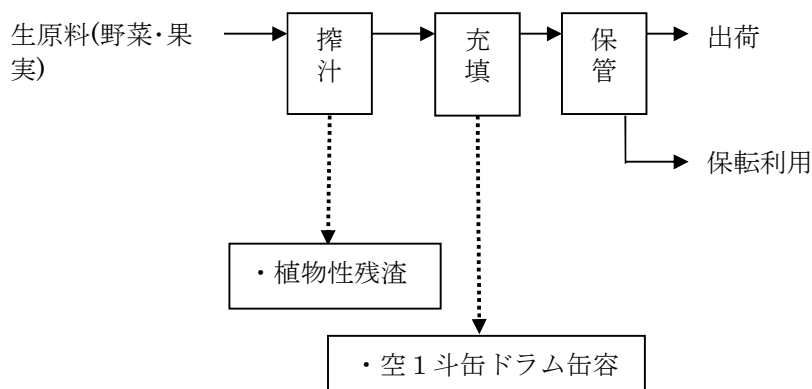 生原料(野菜・果
実)
搾
汁
充
填
保
管
出荷
保転利用
・植物性残渣
・空１斗缶ドラム缶容